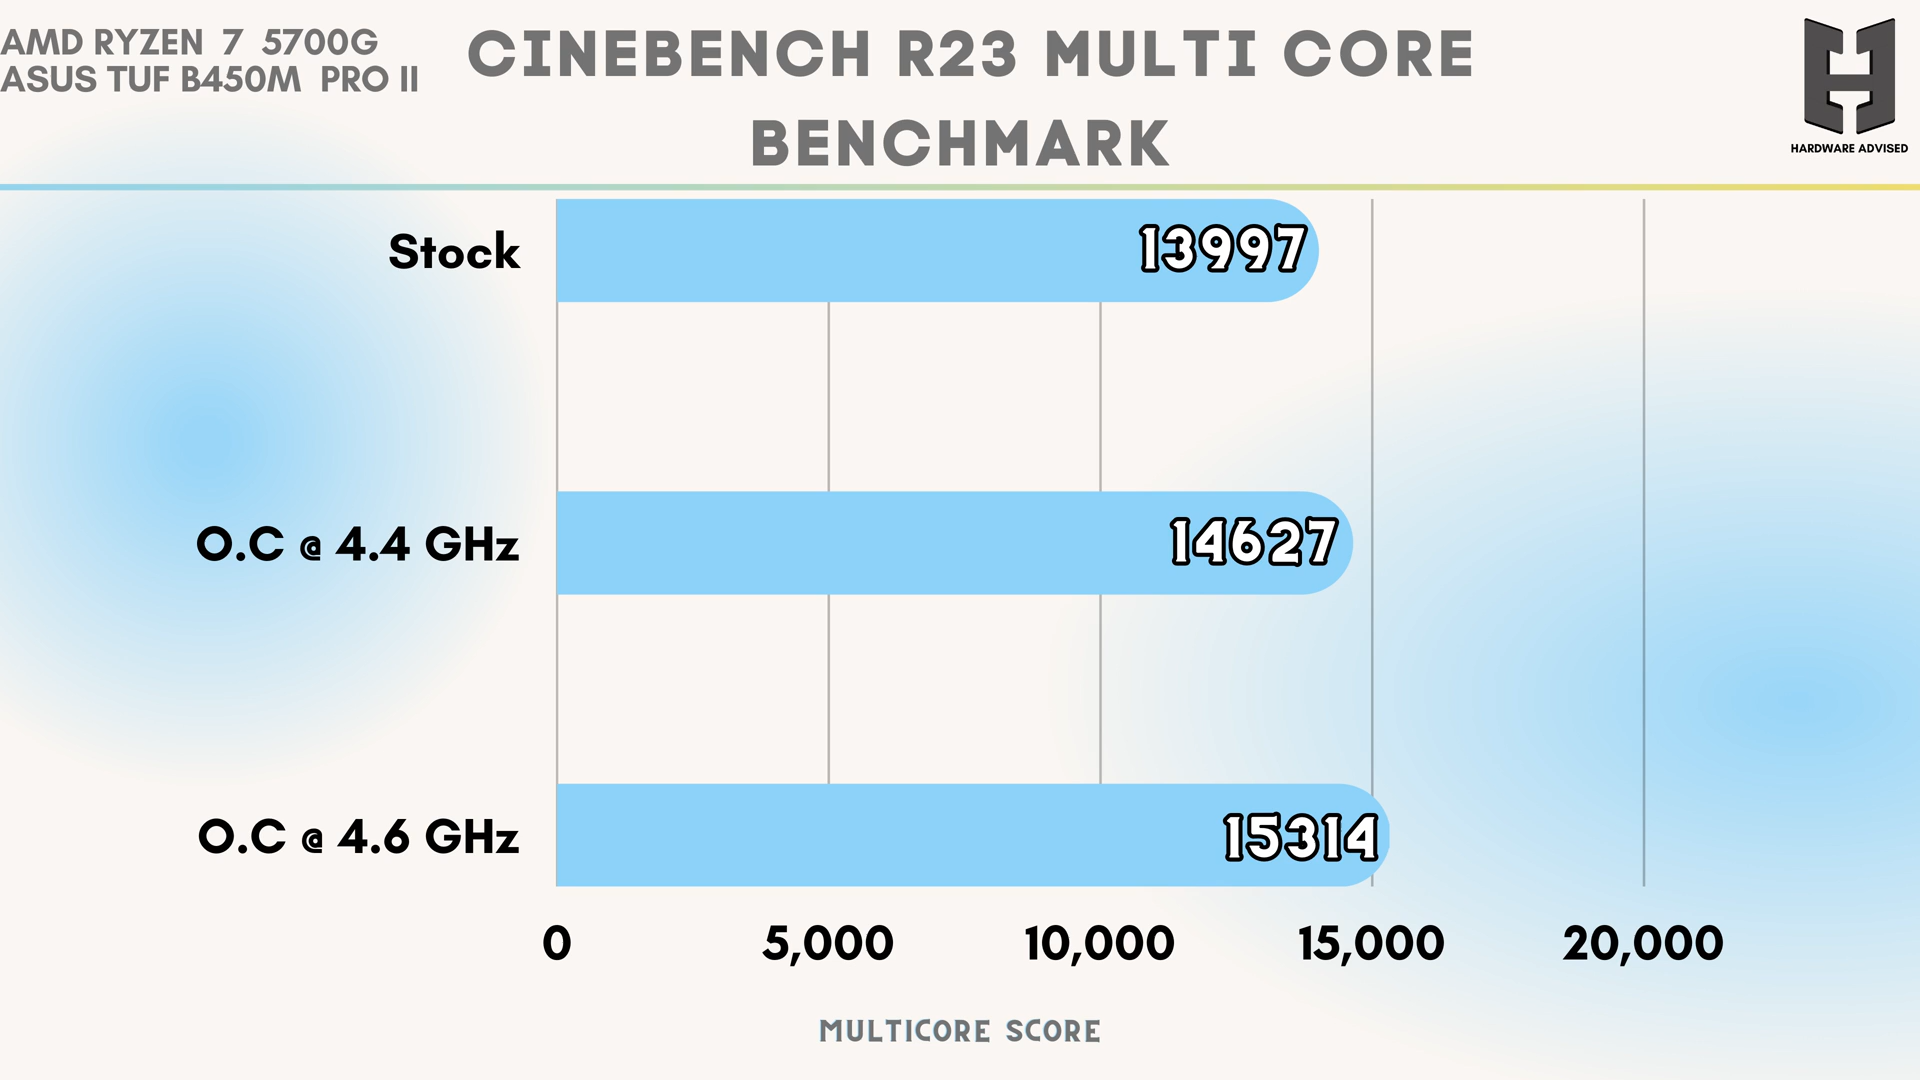 AMD RYZEN 7 5700G
ASUS TUF B450M PRO II
CINEBENCH R23 MULTI CORE
BENCHMARK
HARDWARE ADVISED
Stock
13997
O.C @ 4.4 GHz
14627
O.C @ 4.6 GHz
15314
0 5,000 10,000 15,000 20,000
MULTICORE SCORE